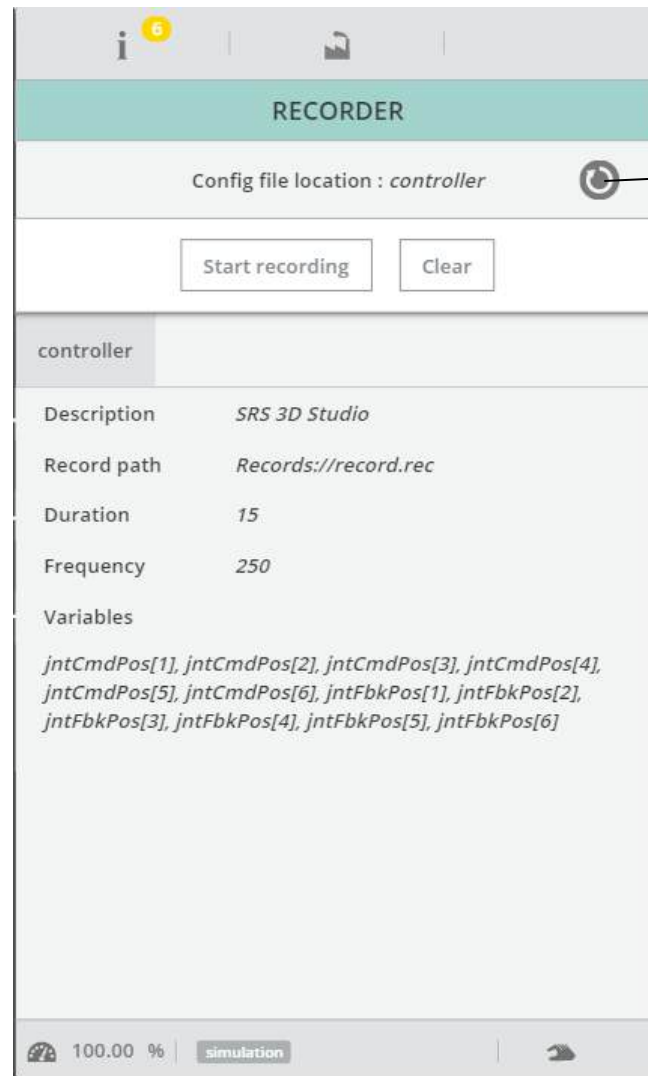 i 6
RECORDER
Config file location : controller
Start recording Clear
controller
Description SRS 3D Studio
Record path Records://record.rec
Duration 15
Frequency 250
Variables
jntCmdPos[1], jntCmdPos[2], jntCmdPos[3], jntCmdPos[4],
jntCmdPos[5], jntCmdPos[6], jntFbkPos[1], jntFbkPos[2],
jntFbkPos[3], jntFbkPos[4], jntFbkPos[5], jntFbkPos[6]
100.00 % simulation